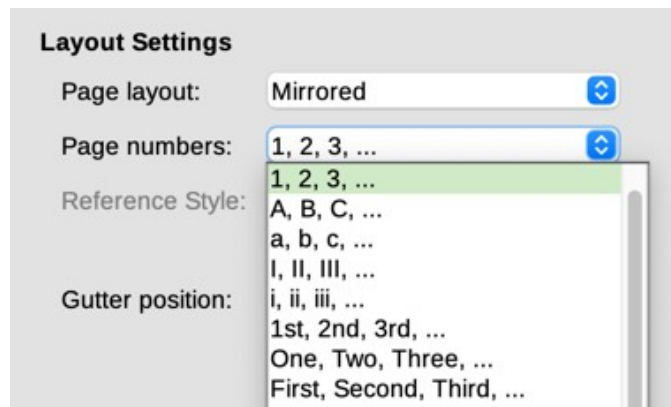 Layout Settings
Page layout: Mirrored
Page numbers: 1, 2, 3, ...
1, 2, 3, ...
Reference Style:
A, B, C, ...
a, b, c, ...
I, II, III, ...
Gutter position: i, ii, iii, ...
1st, 2nd, 3rd, ...
One, Two, Three, ...
First, Second, Third, ...